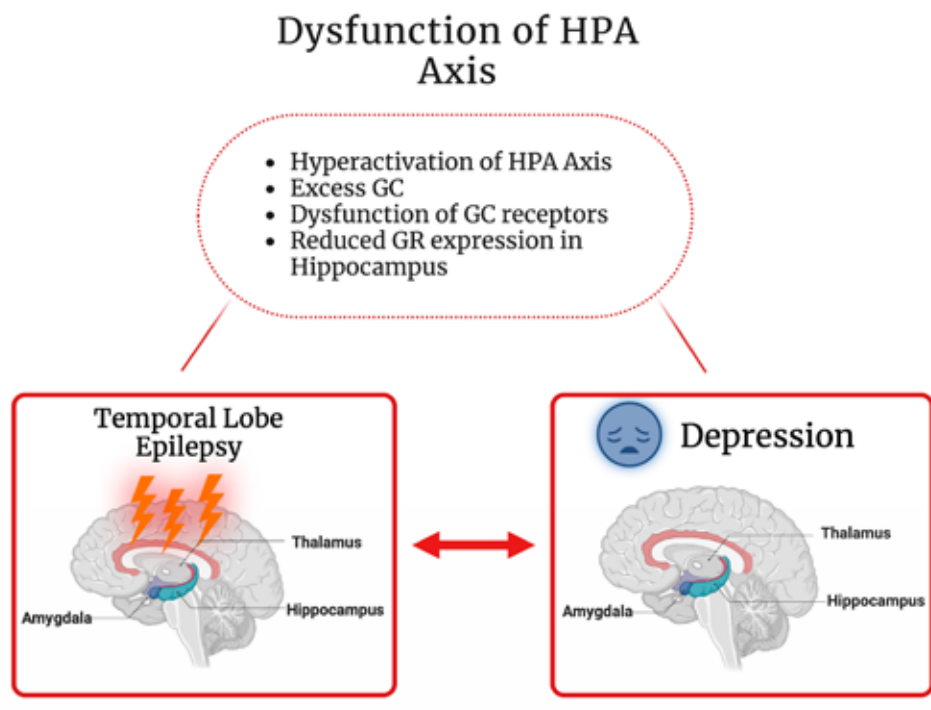 Dysfunction of HPA
Axis
• Hyperactivation of HPA Axis
• Excess GC
• Dysfunction of GC receptors
• Reduced GR expression in
Hippocampus
Temporal Lobe
Epilepsy
Thalamus
Amygdala
Hippocampus
Depression
Thalamus
Amygdala
Hippocampus